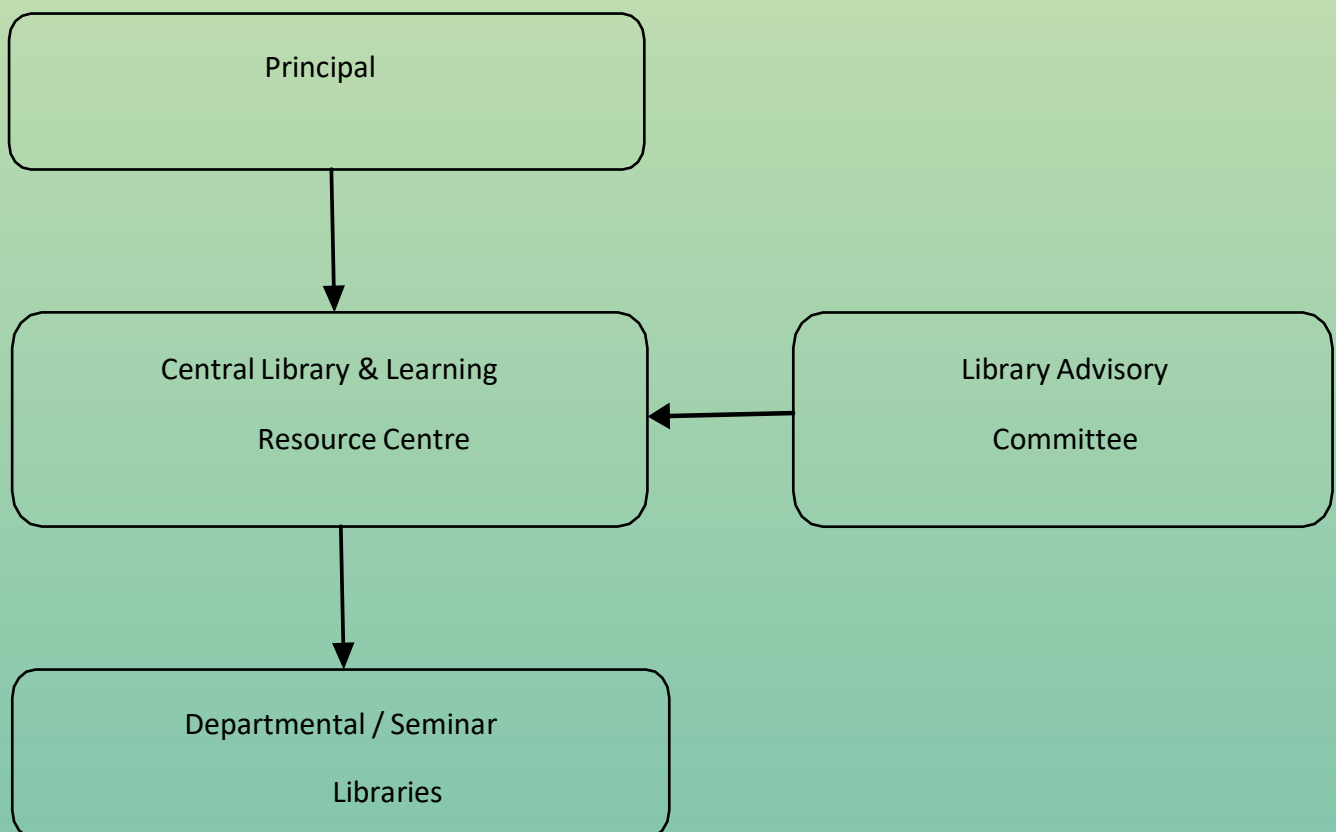 Principal
Central Library & Learning
Resource Centre
Library Advisory
Committee
Departmental / Seminar
Libraries